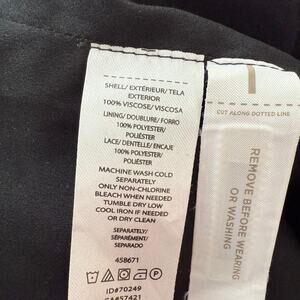 SHELL/ EXTÉRIEUR/ TELA
EXTERIOR
100% VISCOSE/ VISCOSA
LINING/ DOUBLURE/ FORRO
100% POLYESTER/
POLIÉSTER
LACE/ DENTELLE/ ENCAJE
100% POLYESTER/
POLIÉSTER
MACHINE WASH COLD
SEPARATELY
ONLY NON-CHLORINE
BLEACH WHEN NEEDED
TUMBLE DRY LOW
COOL IRON IF NEEDED
OR DRY CLEAN
SEPARATELY/
SÉPARÉMENT/
SEPARADO
458671
ID#70249
CA#57421
CUT ALONG DOTTED LINE
REMOVE BEFORE WEARING
OR WASHING